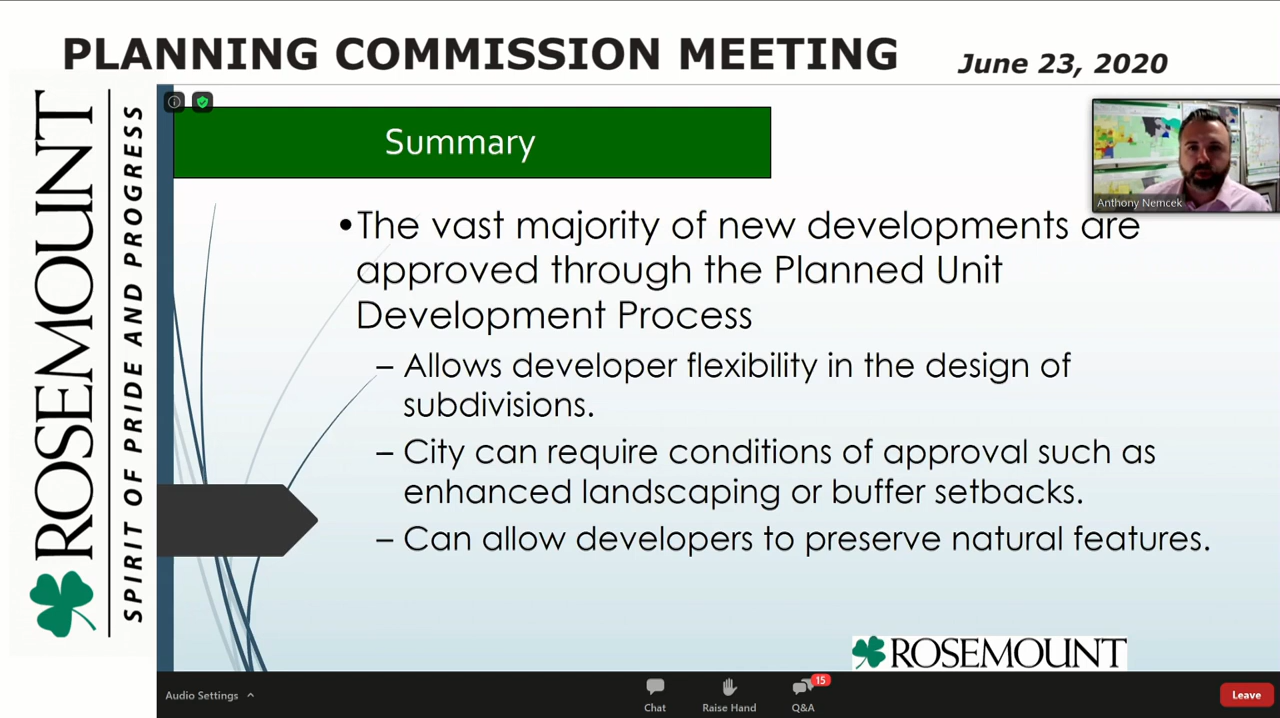 PLANNING COMMISSION MEETING
June 23, 2020
ROSEMOUNT
SPIRIT OF PRIDE AND PROGRESS
Summary
Anthony Nemcek
•The vast majority of new developments are
approved through the Planned Unit
Development Process
– Allows developer flexibility in the design of
subdivisions.
– City can require conditions of approval such as
enhanced landscaping or buffer setbacks.
– Can allow developers to preserve natural features.
ROSEMOUNT
Audio Settings
Chat
Raise Hand
15
Q&A
Leave